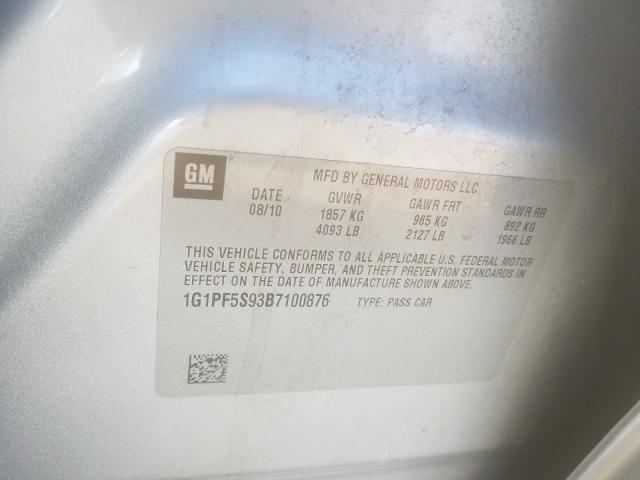 GM
MFD BY GENERAL MOTORS LLC
DATE GVWR GAWR FRT GAWR RR
08/10 1857 KG 965 KG 892 KG
4093 LB 2127 LB 1966 LB
THIS VEHICLE CONFORMS TO ALL APPLICABLE U.S. FEDERAL MOTOR
VEHICLE SAFETY, BUMPER, AND THEFT PREVENTION STANDARDS IN
EFFECT ON THE DATE OF MANUFACTURE SHOWN ABOVE.
1G1PF5S93B7100876 TYPE: PASS CAR